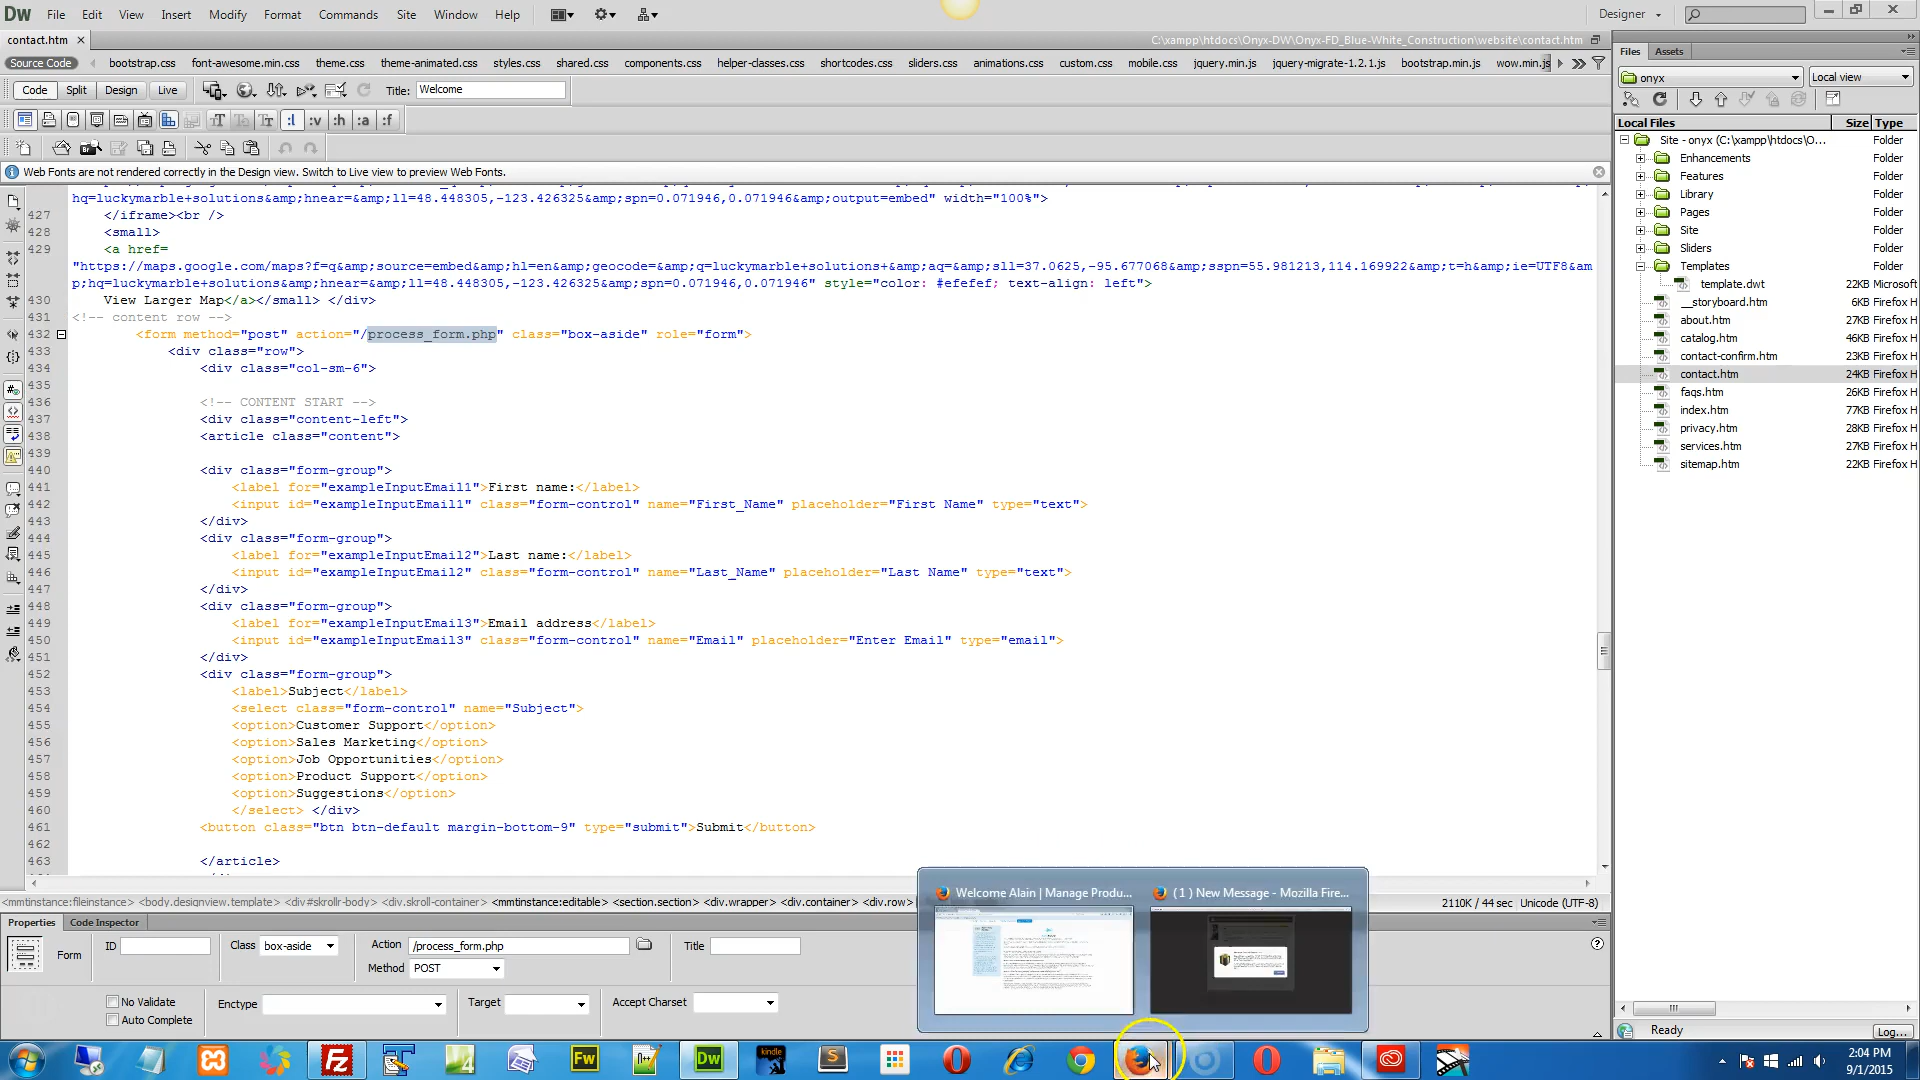 Dw File Edit View Insert Modify Format Commands Site Window Help Designer
contact.htm × C:\xampp\htdocs\Onyx-DW\Onyx-FD_Blue-White_Construction\website\contact.htm
Source Code bootstrap.css font-awesome.min.css theme.css theme-animated.css styles.css shared.css components.css helper-classes.css shortcodes.css sliders.css animations.css custom.css mobile.css jquery.min.js jquery-migrate-1.2.1.js bootstrap.min.js wow.min.js
Code Split Design Live Title: Welcome
:l :v :h :a :f
Web Fonts are not rendered correctly in the Design view. Switch to Live view to preview Web Fonts.
hq=luckymarble+solutions&amp;hnear=&amp;ll=48.448305,-123.426325&amp;spn=0.071946,0.071946&amp;output=embed" width="100%">
427 </iframe><br />
428 <small>
429 <a href=
"https://maps.google.com/maps?f=q&amp;source=embed&amp;hl=en&amp;geocode=&amp;q=luckymarble+solutions+&amp;aq=&amp;sll=37.0625,-95.677068&amp;sspn=55.981213,114.169922&amp;t=h&amp;ie=UTF8&am
p;hq=luckymarble+solutions&amp;hnear=&amp;ll=48.448305,-123.426325&amp;spn=0.071946,0.071946" style="color: #efefef; text-align: left">
430 View Larger Map</a></small> </div>
431 <!-- content row -->
432 <form method="post" action="/process_form.php" class="box-aside" role="form">
433 <div class="row">
434 <div class="col-sm-6">
435
436 <!-- CONTENT START -->
437 <div class="content-left">
438 <article class="content">
439
440 <div class="form-group">
441 <label for="exampleInputEmail1">First name:</label>
442 <input id="exampleInputEmail1" class="form-control" name="First_Name" placeholder="First Name" type="text">
443 </div>
444 <div class="form-group">
445 <label for="exampleInputEmail2">Last name:</label>
446 <input id="exampleInputEmail2" class="form-control" name="Last_Name" placeholder="Last Name" type="text">
447 </div>
448 <div class="form-group">
449 <label for="exampleInputEmail3">Email address</label>
450 <input id="exampleInputEmail3" class="form-control" name="Email" placeholder="Enter Email" type="email">
451 </div>
452 <div class="form-group">
453 <label>Subject</label>
454 <select class="form-control" name="Subject">
455 <option>Customer Support</option>
456 <option>Sales Marketing</option>
457 <option>Job Opportunities</option>
458 <option>Product Support</option>
459 <option>Suggestions</option>
460 </select> </div>
461 <button class="btn btn-default margin-bottom-9" type="submit">Submit</button>
462
463 </article>
<mmtinstance:fileinstance> <body.designview.template> <div#skrollr-body> <div.skroll-container> <mmtinstance:editable> <section.section> <div.wrapper> <div.container> <div.row> 2110K / 44 sec Unicode (UTF-8)
Properties Code Inspector
Form ID Class box-aside Action /process_form.php Title
Method POST
No Validate Enctype Target Accept Charset
Auto Complete
Welcome Alain | Manage Produ... (1) New Message - Mozilla Fire...
Files Assets
onyx Local view
Local Files Size Type
Site - onyx (C:\xampp\htdocs\O... Folder
Enhancements Folder
Features Folder
Library Folder
Pages Folder
Site Folder
Sliders Folder
Templates Folder
template.dwt 22KB Microsoft
__storyboard.htm 6KB Firefox H
about.htm 27KB Firefox H
catalog.htm 46KB Firefox H
contact-confirm.htm 23KB Firefox H
contact.htm 24KB Firefox H
faqs.htm 26KB Firefox H
index.htm 77KB Firefox H
privacy.htm 28KB Firefox H
services.htm 27KB Firefox H
sitemap.htm 22KB Firefox H
Ready Log...
Fz Fw Dw kindle S
2:04 PM
9/1/2015